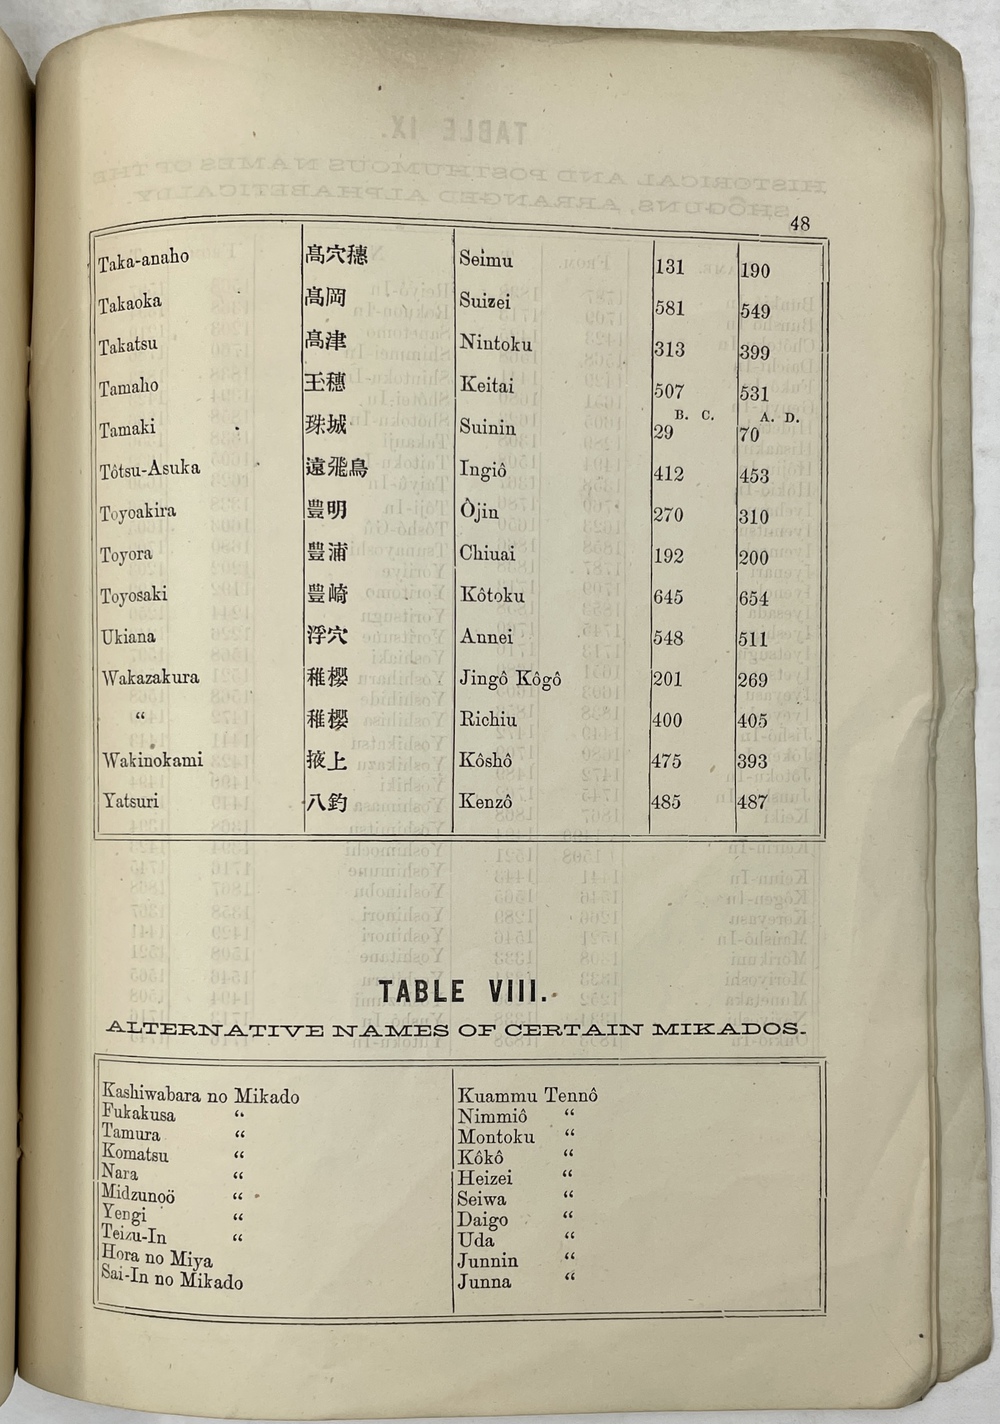 48
Taka-anaho 髙穴穗 Seimu 131 190
Takaoka 髙岡 Suizei 581 549
Takatsu 髙津 Nintoku 313 399
Tamaho 玉穗 Keitai 507 531
B. C. A. D.
Tamaki 珠城 Suinin 29 70
Tôtsu-Asuka 遠飛鳥 Ingiô 412 453
Toyoakira 豊明 Ôjin 270 310
Toyora 豊浦 Chiuai 192 200
Toyosaki 豊崎 Kôtoku 645 654
Ukiana 浮穴 Annei 548 511
Wakazakura 稚櫻 Jingô Kôgô 201 269
“ 稚櫻 Richiu 400 405
Wakinokami 掖上 Kôshô 475 393
Yatsuri 八釣 Kenzô 485 487
TABLE VIII.
ALTERNATIVE NAMES OF CERTAIN MIKADOS.
Kashiwabara no Mikado Kuammu Tennô
Fukakusa “ Nimmiô “
Tamura “ Montoku “
Komatsu “ Kôkô “
Nara “ Heizei “
Midzunoö “ Seiwa “
Yengi “ Daigo “
Teizu-In “ Uda “
Hora no Miya Junnin “
Sai-In no Mikado Junna “